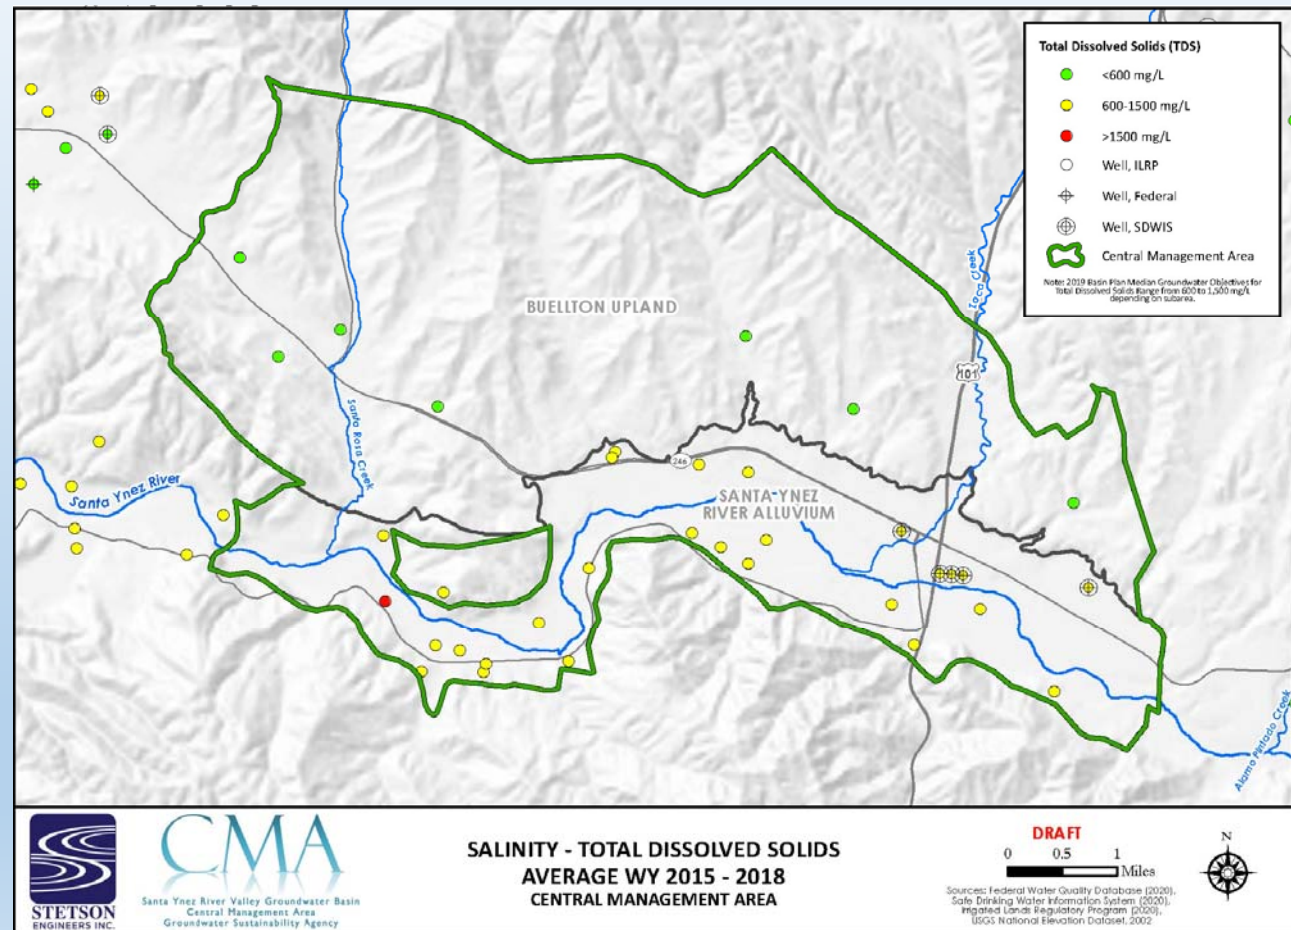 Total Dissolved Solids (TDS)
<600 mg/L
600-1500 mg/L
>1500 mg/L
Well, ILRP
Well, Federal
Well, SDWIS
Central Management Area
Note: 2019 Basin Plan Median Groundwater Objectives for
Total Dissolved Solids Range from 600 to 1,500 mg/L
depending on subarea.
BUELLTON UPLAND
Zaca Creek
101
Santa Rosa Creek
246
Santa Ynez River
SANTA YNEZ
RIVER ALLUVIUM
Alamo Pintado Creek
STETSON
ENGINEERS INC.
CMA
Santa Ynez River Valley Groundwater Basin
Central Management Area
Groundwater Sustainability Agency
SALINITY - TOTAL DISSOLVED SOLIDS
AVERAGE WY 2015 - 2018
CENTRAL MANAGEMENT AREA
DRAFT
0 0.5 1
Miles
Sources: Federal Water Quality Database (2020),
Safe Drinking Water Information System (2020),
Irrigated Lands Regulatory Program (2020),
USGS National Elevation Dataset, 2002
N